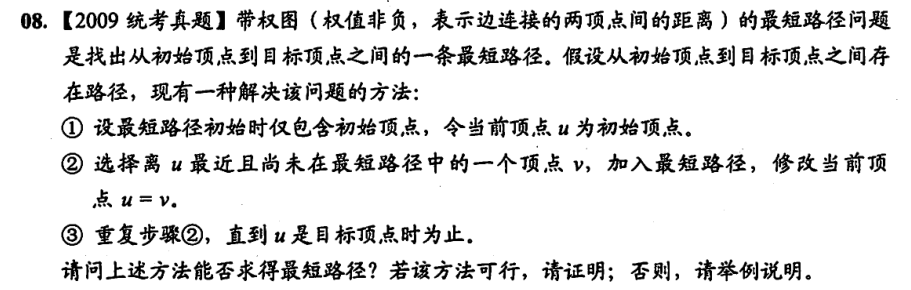 08.【2009 统考真题】带权图（权值非负，表示边连接的两顶点间的距离）的最短路径问题
是找出从初始顶点到目标顶点之间的一条最短路径。假设从初始顶点到目标顶点之间存
在路径，现有一种解决该问题的方法：
① 设最短路径初始时仅包含初始顶点，令当前顶点 u 为初始顶点。
② 选择离 u 最近且尚未在最短路径中的一个顶点 v，加入最短路径，修改当前顶
点 u = v。
③ 重复步骤②，直到 u 是目标顶点时为止。
请问上述方法能否求得最短路径？若该方法可行，请证明；否则，请举例说明。